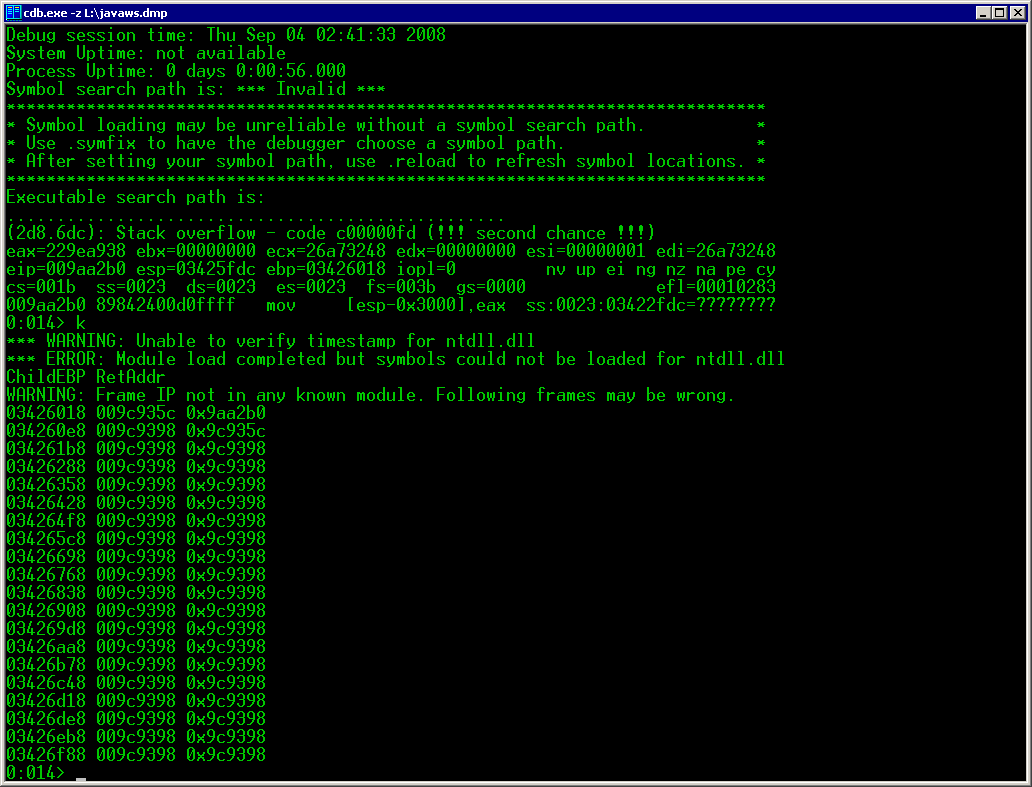 cdb.exe -z L:\javaws.dmp
Debug session time: Thu Sep 04 02:41:33 2008
System Uptime: not available
Process Uptime: 0 days 0:00:56.000
Symbol search path is: *** Invalid ***
****************************************************************************
* Symbol loading may be unreliable without a symbol search path.           *
* Use .symfix to have the debugger choose a symbol path.                   *
* After setting your symbol path, use .reload to refresh symbol locations. *
****************************************************************************
Executable search path is:
..................................................
(2d8.6dc): Stack overflow - code c00000fd (!!! second chance !!!)
eax=229ea938 ebx=00000000 ecx=26a73248 edx=00000000 esi=00000001 edi=26a73248
eip=009aa2b0 esp=03425fdc ebp=03426018 iopl=0         nv up ei ng nz na pe cy
cs=001b  ss=0023  ds=0023  es=0023  fs=003b  gs=0000             efl=00010283
009aa2b0 89842400d0ffff   mov     [esp-0x3000],eax  ss:0023:03422fdc=????????
0:014> k
*** WARNING: Unable to verify timestamp for ntdll.dll
*** ERROR: Module load completed but symbols could not be loaded for ntdll.dll
ChildEBP RetAddr
WARNING: Frame IP not in any known module. Following frames may be wrong.
03426018 009c935c 0x9aa2b0
034260e8 009c9398 0x9c935c
034261b8 009c9398 0x9c9398
03426288 009c9398 0x9c9398
03426358 009c9398 0x9c9398
03426428 009c9398 0x9c9398
034264f8 009c9398 0x9c9398
034265c8 009c9398 0x9c9398
03426698 009c9398 0x9c9398
03426768 009c9398 0x9c9398
03426838 009c9398 0x9c9398
03426908 009c9398 0x9c9398
034269d8 009c9398 0x9c9398
03426aa8 009c9398 0x9c9398
03426b78 009c9398 0x9c9398
03426c48 009c9398 0x9c9398
03426d18 009c9398 0x9c9398
03426de8 009c9398 0x9c9398
03426eb8 009c9398 0x9c9398
03426f88 009c9398 0x9c9398
0:014> _